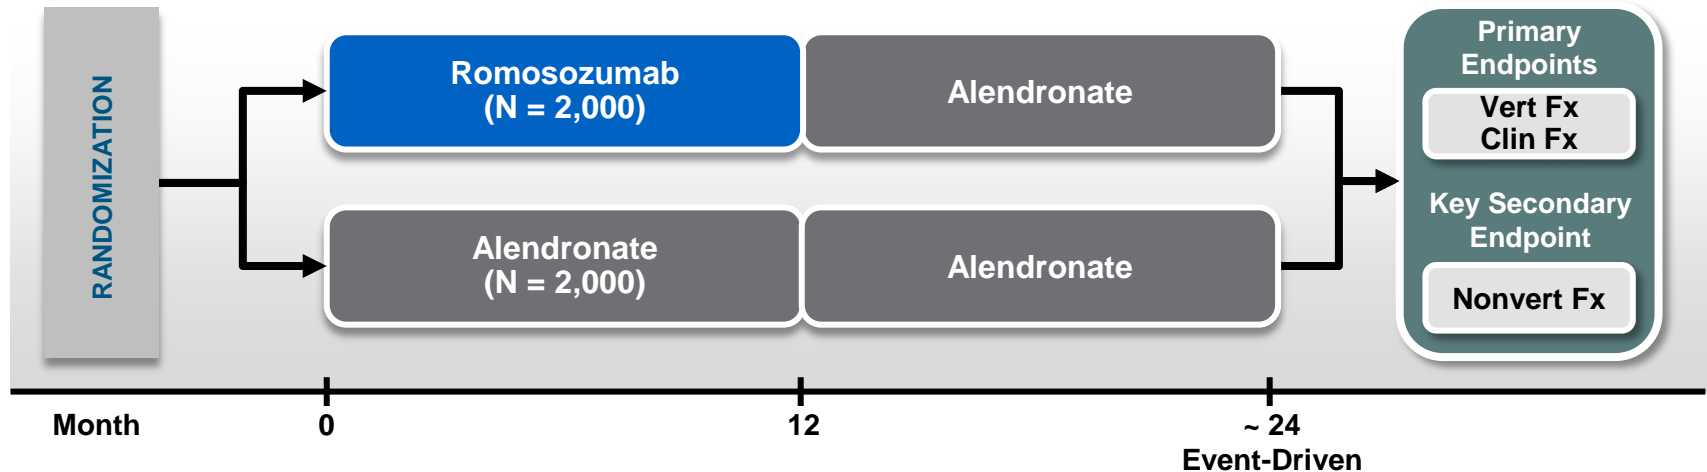 RANDOMIZATION
Romosozumab
(N = 2,000)
Alendronate
Alendronate
(N = 2,000)
Alendronate
Primary
Endpoints
Vert Fx
Clin Fx
Key Secondary
Endpoint
Nonvert Fx
Month
0
12
~ 24
Event-Driven